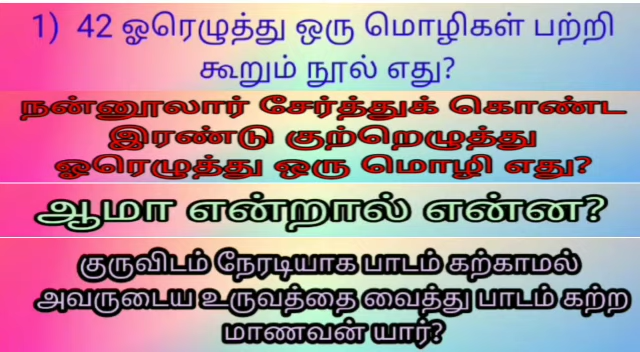 1) 42 ஓரெழுத்து ஒரு மொழிகள் பற்றி
கூறும் நூல் எது?
நன்னூலார் சேர்த்துக் கொண்ட
இரண்டு குற்றெழுத்து
ஓரெழுத்து ஒரு மொழி எது?
ஆமா என்றால் என்ன?
குருவிடம் நேரடியாக பாடம் கற்காமல்
அவருடைய உருவத்தை வைத்து பாடம் கற்ற
மாணவன் யார்?